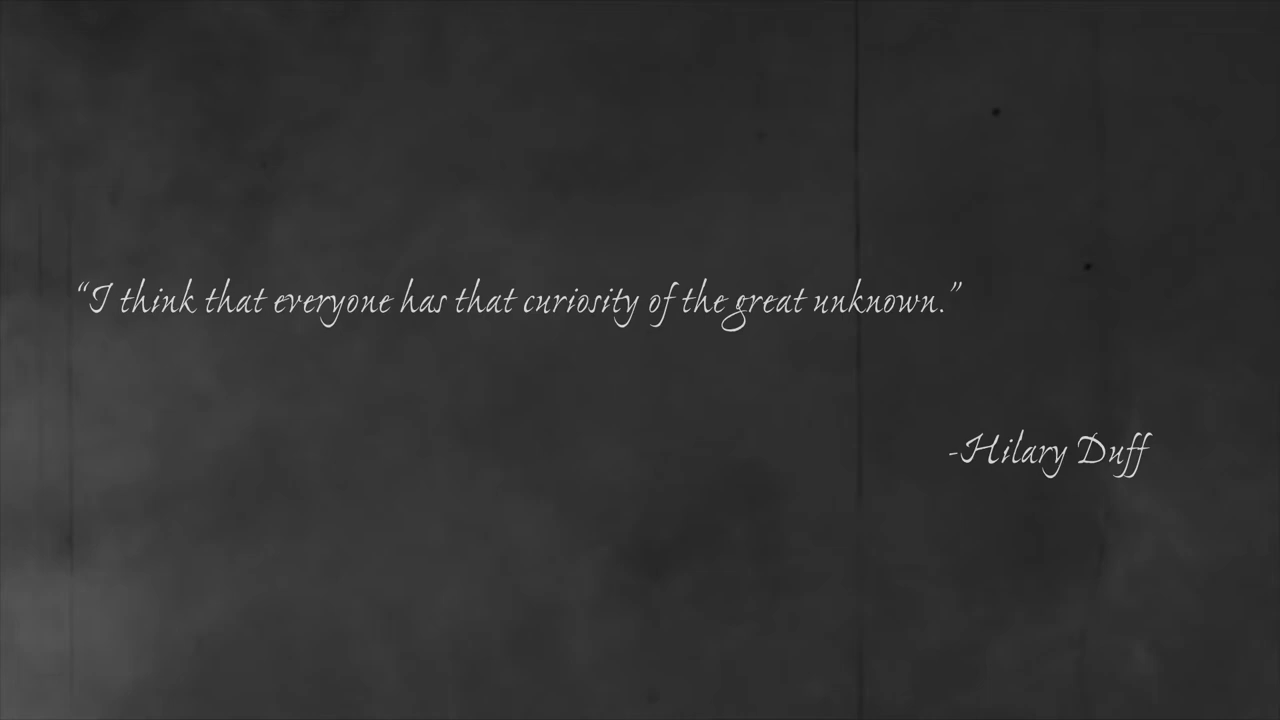 “I think that everyone has that curiosity of the great unknown.”
-Hilary Duff